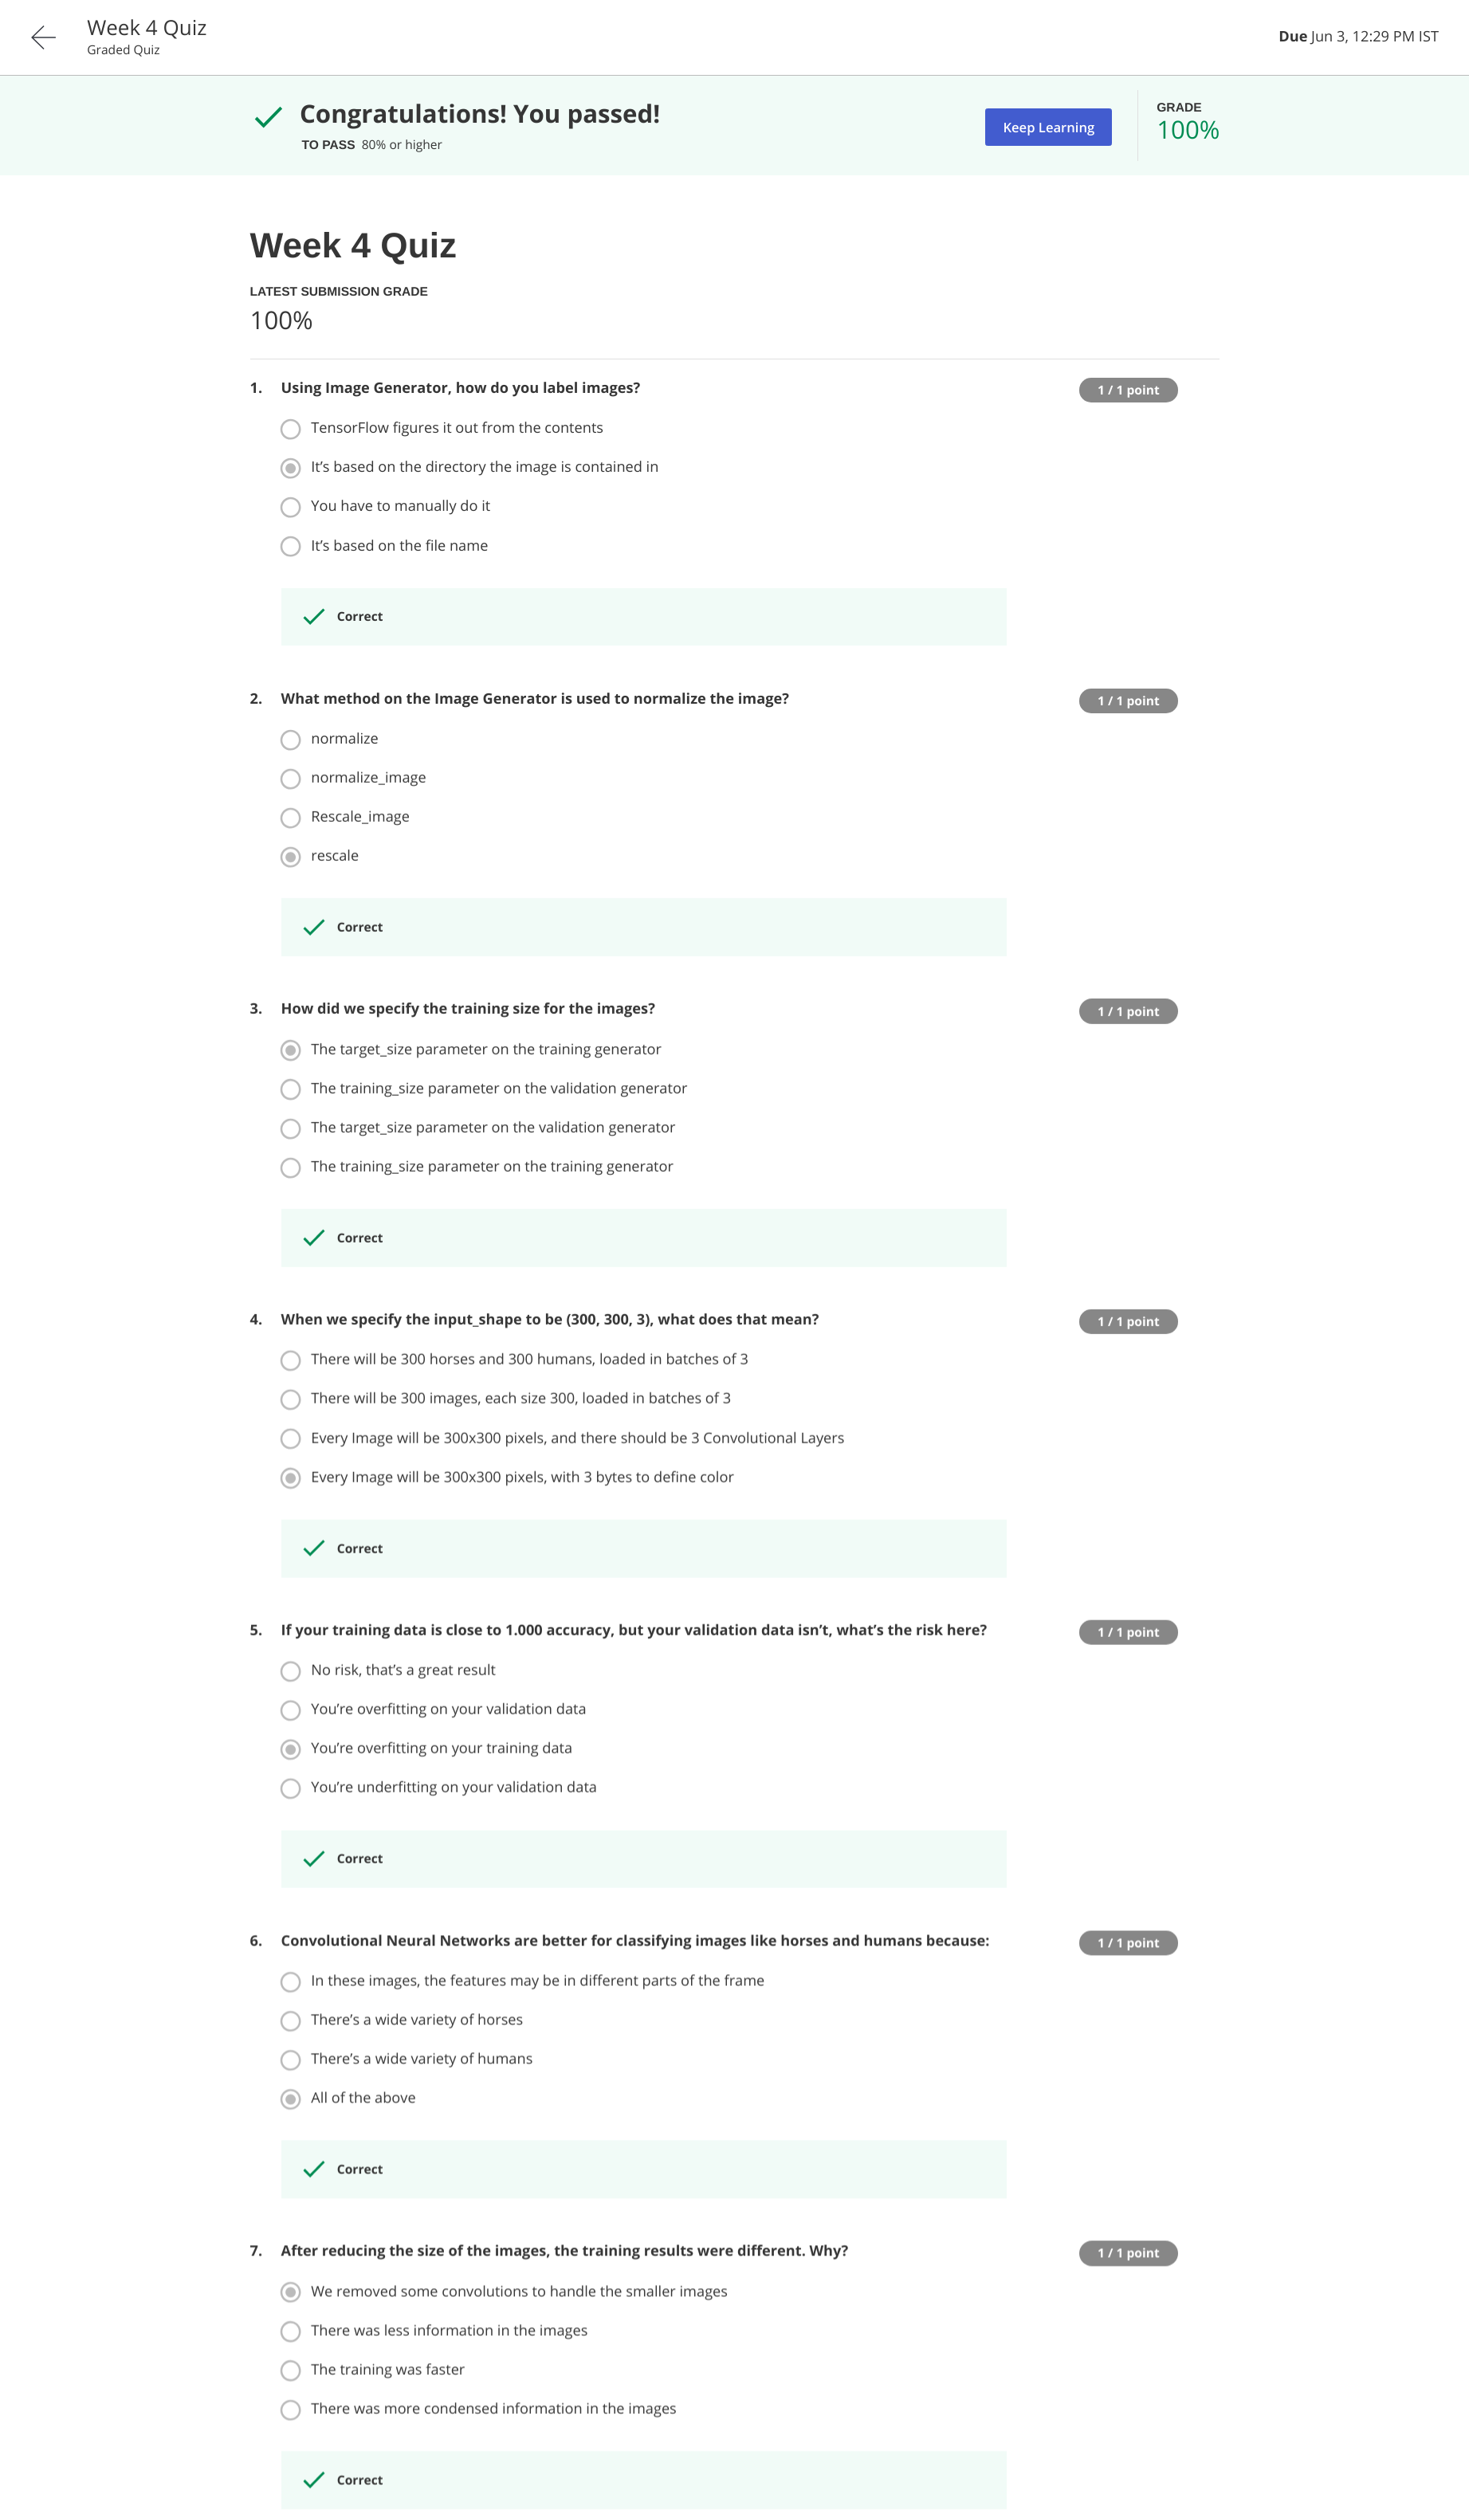 Week 4 Quiz
Graded Quiz
Due Jun 3, 12:29 PM IST
Congratulations! You passed!
TO PASS 80% or higher
Keep Learning
GRADE
100%
Week 4 Quiz
LATEST SUBMISSION GRADE
100%
1. Using Image Generator, how do you label images?
1 / 1 point
TensorFlow figures it out from the contents
It’s based on the directory the image is contained in
You have to manually do it
It’s based on the file name
Correct
2. What method on the Image Generator is used to normalize the image?
1 / 1 point
normalize
normalize_image
Rescale_image
rescale
Correct
3. How did we specify the training size for the images?
1 / 1 point
The target_size parameter on the training generator
The training_size parameter on the validation generator
The target_size parameter on the validation generator
The training_size parameter on the training generator
Correct
4. When we specify the input_shape to be (300, 300, 3), what does that mean?
1 / 1 point
There will be 300 horses and 300 humans, loaded in batches of 3
There will be 300 images, each size 300, loaded in batches of 3
Every Image will be 300x300 pixels, and there should be 3 Convolutional Layers
Every Image will be 300x300 pixels, with 3 bytes to define color
Correct
5. If your training data is close to 1.000 accuracy, but your validation data isn’t, what’s the risk here?
1 / 1 point
No risk, that’s a great result
You’re overfitting on your validation data
You’re overfitting on your training data
You’re underfitting on your validation data
Correct
6. Convolutional Neural Networks are better for classifying images like horses and humans because:
1 / 1 point
In these images, the features may be in different parts of the frame
There’s a wide variety of horses
There’s a wide variety of humans
All of the above
Correct
7. After reducing the size of the images, the training results were different. Why?
1 / 1 point
We removed some convolutions to handle the smaller images
There was less information in the images
The training was faster
There was more condensed information in the images
Correct